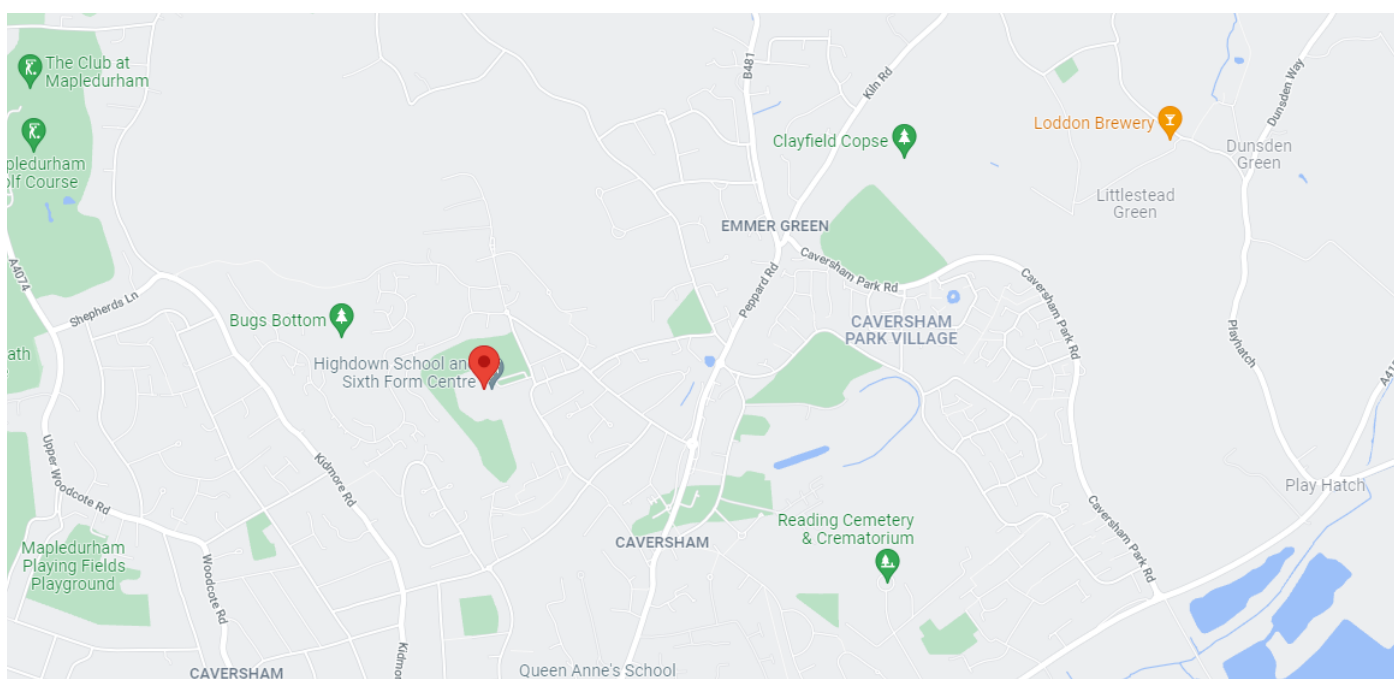 The Club at
Mapledurham
B481
Kiln Rd
Dunsden Way
Loddon Brewery
Clayfield Copse
pledurham
olf Course
Dunsden
Green
Littlestead
Green
EMMER GREEN
A4074
Caversham Park Rd
Peppard Rd
Caversham Park Rd
Shepherds Ln
Bugs Bottom
CAVERSHAM
PARK VILLAGE
Playhatch
ath
Highdown School an
Sixth Form Centre
A41
Upper Woodcote Rd
Kidmore Rd
Play Hatch
Caversham Park Rd
Reading Cemetery
& Crematorium
CAVERSHAM
Mapledurham
Playing Fields
Playground
Woodcote Rd
Kidmo
CAVERSHAM
Queen Anne's School